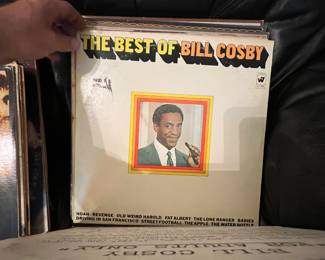 THE BEST OF BILL COSBY
NOAH · REVENGE · OLD WEIRD HAROLD · FAT ALBERT · THE LONE RANGER · BABIES
DRIVING IN SAN FRANCISCO · STREET FOOTBALL · THE APPLE · THE WATER BOTTLE
BILL COSBY